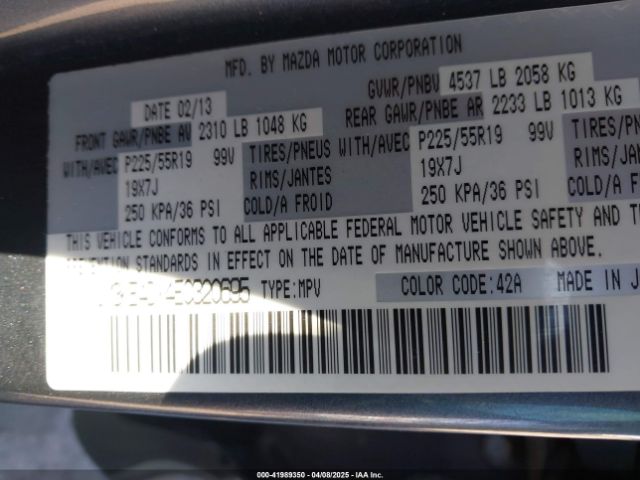 MFD. BY MAZDA MOTOR CORPORATION
DATE 02/13 GVWR/PNBV 4537 LB 2058 KG
FRONT GAWR/PNBE AV 2310 LB 1048 KG REAR GAWR/PNBE AR 2233 LB 1013 KG
WITH/AVEC P225/55R19 99V TIRES/PNEUS WITH/AVEC P225/55R19 99V TIRES/PNE
19X7J RIMS/JANTES 19X7J RIMS/JANTE
250 KPA/36 PSI COLD/A FROID 250 KPA/36 PSI COLD/A FR
THIS VEHICLE CONFORMS TO ALL APPLICABLE FEDERAL MOTOR VEHICLE SAFETY AND
PREVENTION STANDARDS IN EFFECT ON THE DATE OF MANUFACTURE SHOWN ABOVE.
TYPE:MPV COLOR CODE:42A MADE IN J
000-41989350 04/08/2025 - IAA Inc.